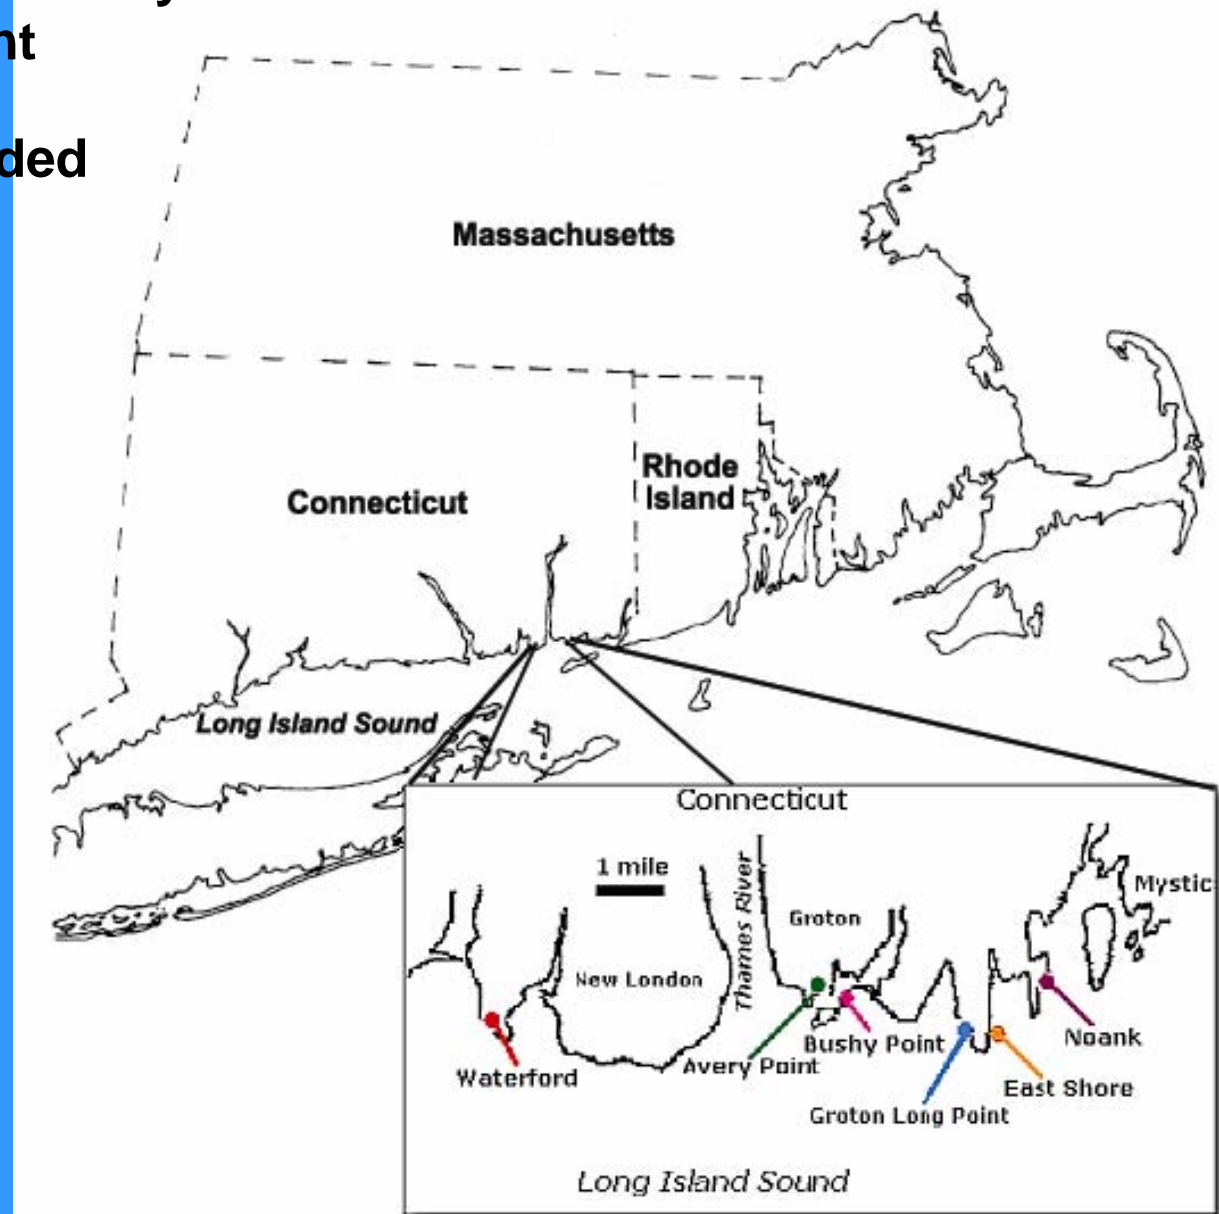 nt
ded
Massachusetts
Rhode
Island
Connecticut
Long Island Sound
Connecticut
1 mile
Mystic
Thames River
Groton
New London
Noank
Bushy Point
Avery Point
Waterford
East Shore
Groton Long Point
Long Island Sound